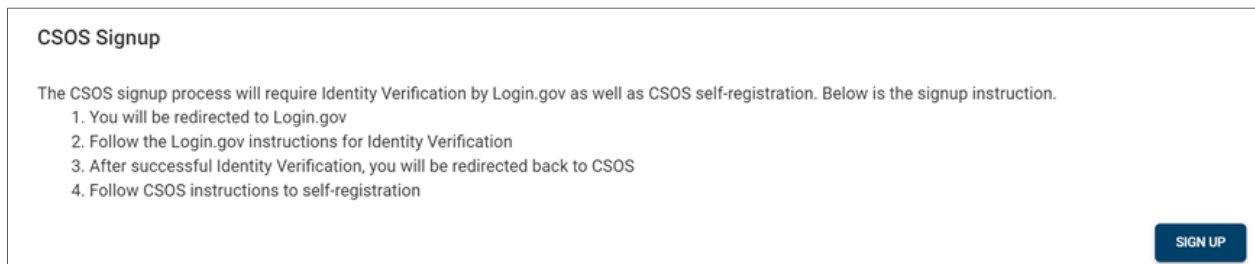 CSOS Signup
The CSOS signup process will require Identity Verification by Login.gov as well as CSOS self-registration. Below is the signup instruction.
1. You will be redirected to Login.gov
2. Follow the Login.gov instructions for Identity Verification
3. After successful Identity Verification, you will be redirected back to CSOS
4. Follow CSOS instructions to self-registration
SIGN UP